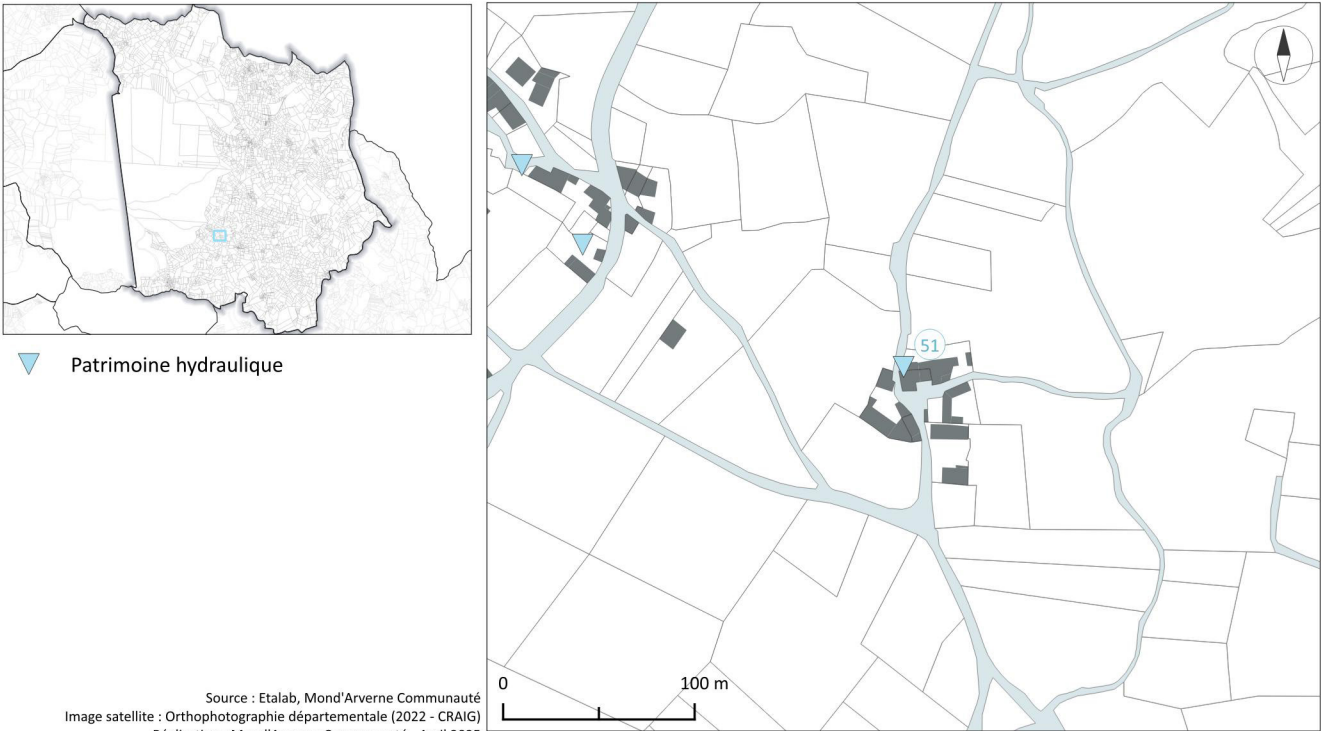 Patrimoine hydraulique
51
0 100 m
Source : Etalab, Mond'Arverne Communauté
Image satellite : Orthophotographie départementale (2022 - CRAIG)